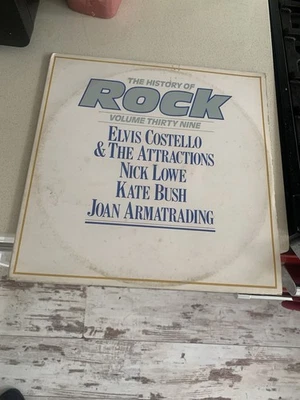 THE HISTORY OF
Rock
VOLUME THIRTY NINE
ELVIS COSTELLO
& THE ATTRACTIONS
NICK LOWE
KATE BUSH
JOAN ARMATRADING